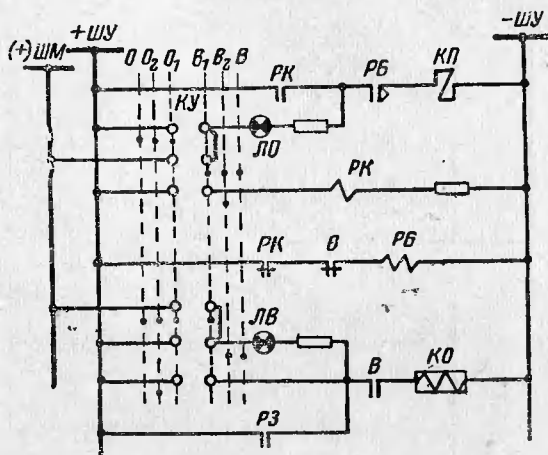 +ШУ
-ШУ
(+)ШМ
О О₂ О₁ В₁ В₂ В
РК РБ КП
КУ
ЛО
РК
РК В РБ
ЛВ
В КО
РЗ